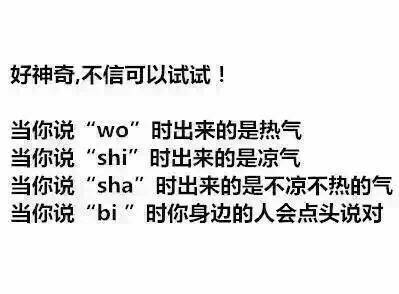 好神奇,不信可以试试！
当你说“wo”时出来的是热气
当你说“shi”时出来的是凉气
当你说“sha”时出来的是不凉不热的气
当你说“bi ”时你身边的人会点头说对